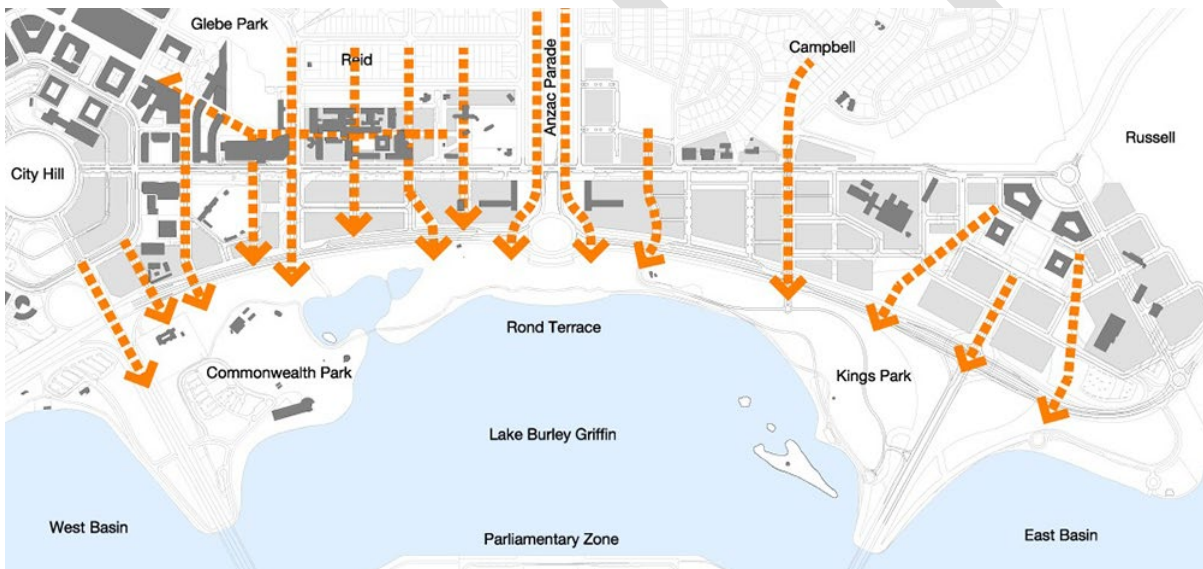 Glebe Park
Reid
Anzac Parade
Campbell
Russell
City Hill
Rond Terrace
Commonwealth Park
Kings Park
Lake Burley Griffin
West Basin
Parliamentary Zone
East Basin